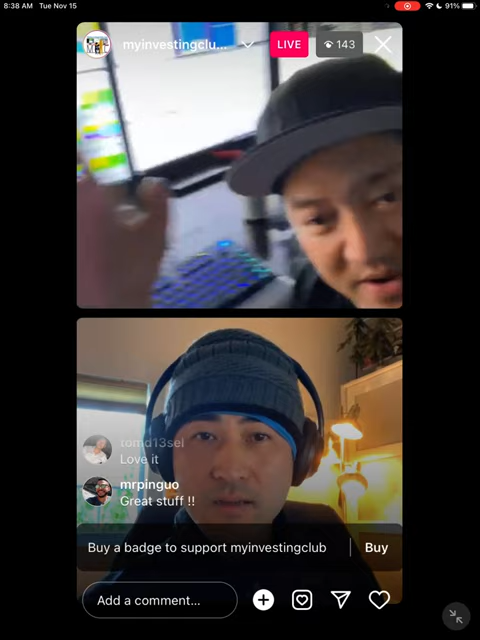 8:38 AM Tue Nov 15
91%
myinvestingclu...
LIVE
143
tomd13sel
Love it
mrpinguo
Great stuff !!
Buy a badge to support myinvestingclub
Buy
Add a comment...